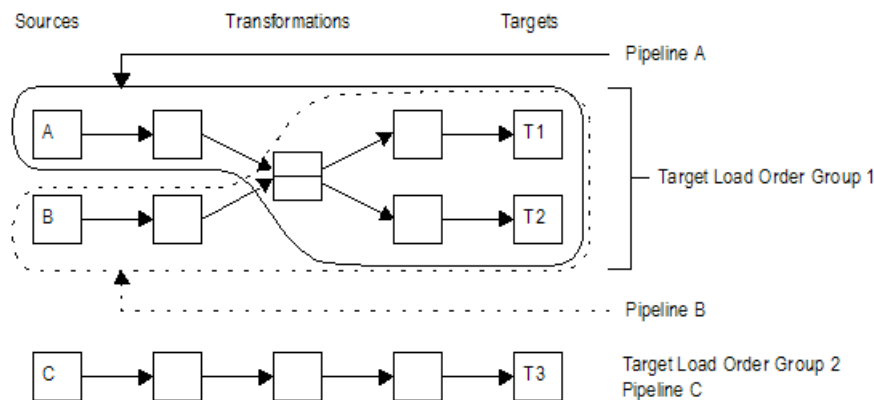 Sources Transformations Targets
Pipeline A
A T1
Target Load Order Group 1
B T2
Pipeline B
C T3
Target Load Order Group 2
Pipeline C